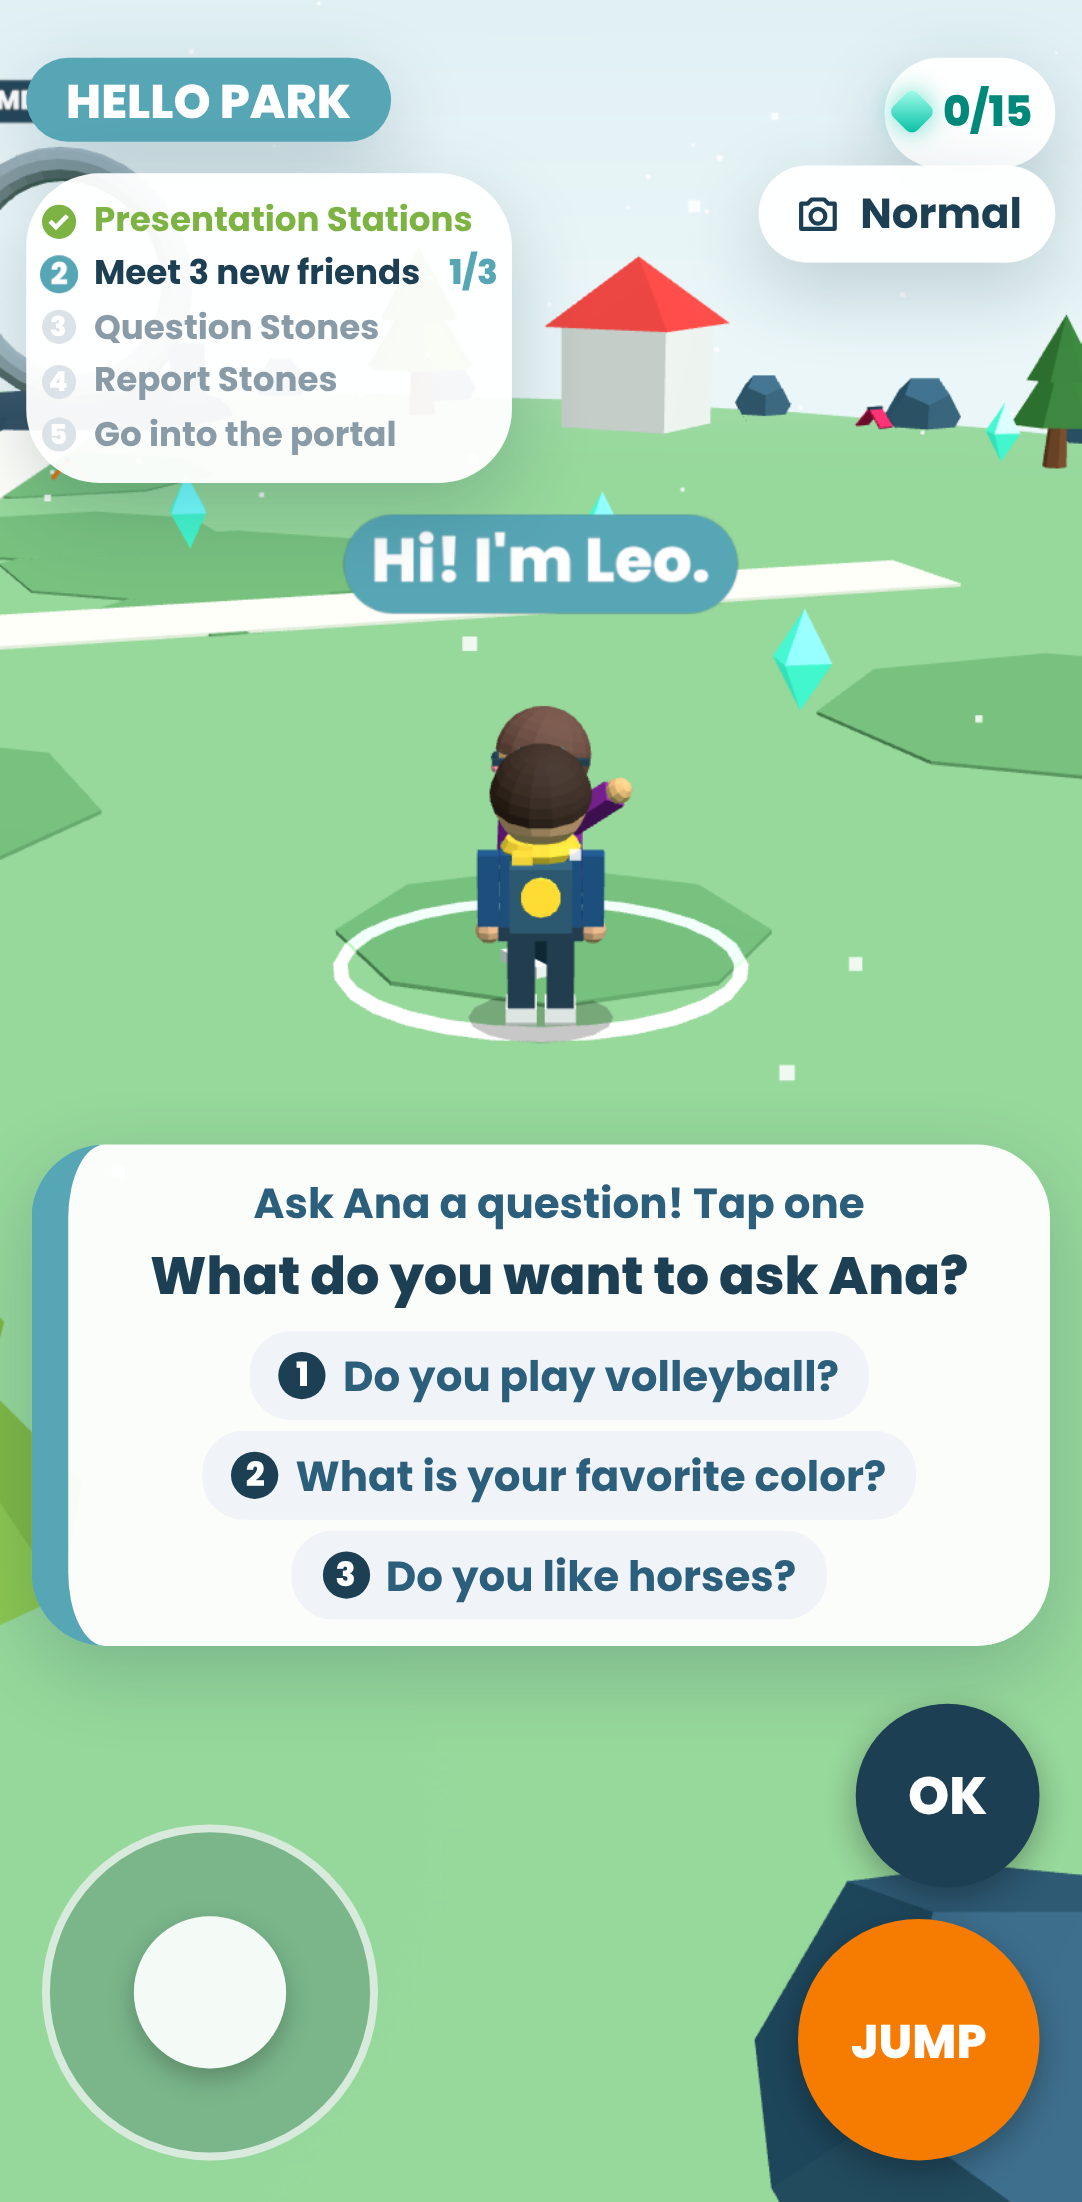 HELLO PARK
0/15
Normal
Presentation Stations
2 Meet 3 new friends 1/3
3 Question Stones
4 Report Stones
5 Go into the portal
Hi! I'm Leo.
Ask Ana a question! Tap one
What do you want to ask Ana?
1 Do you play volleyball?
2 What is your favorite color?
3 Do you like horses?
OK
JUMP